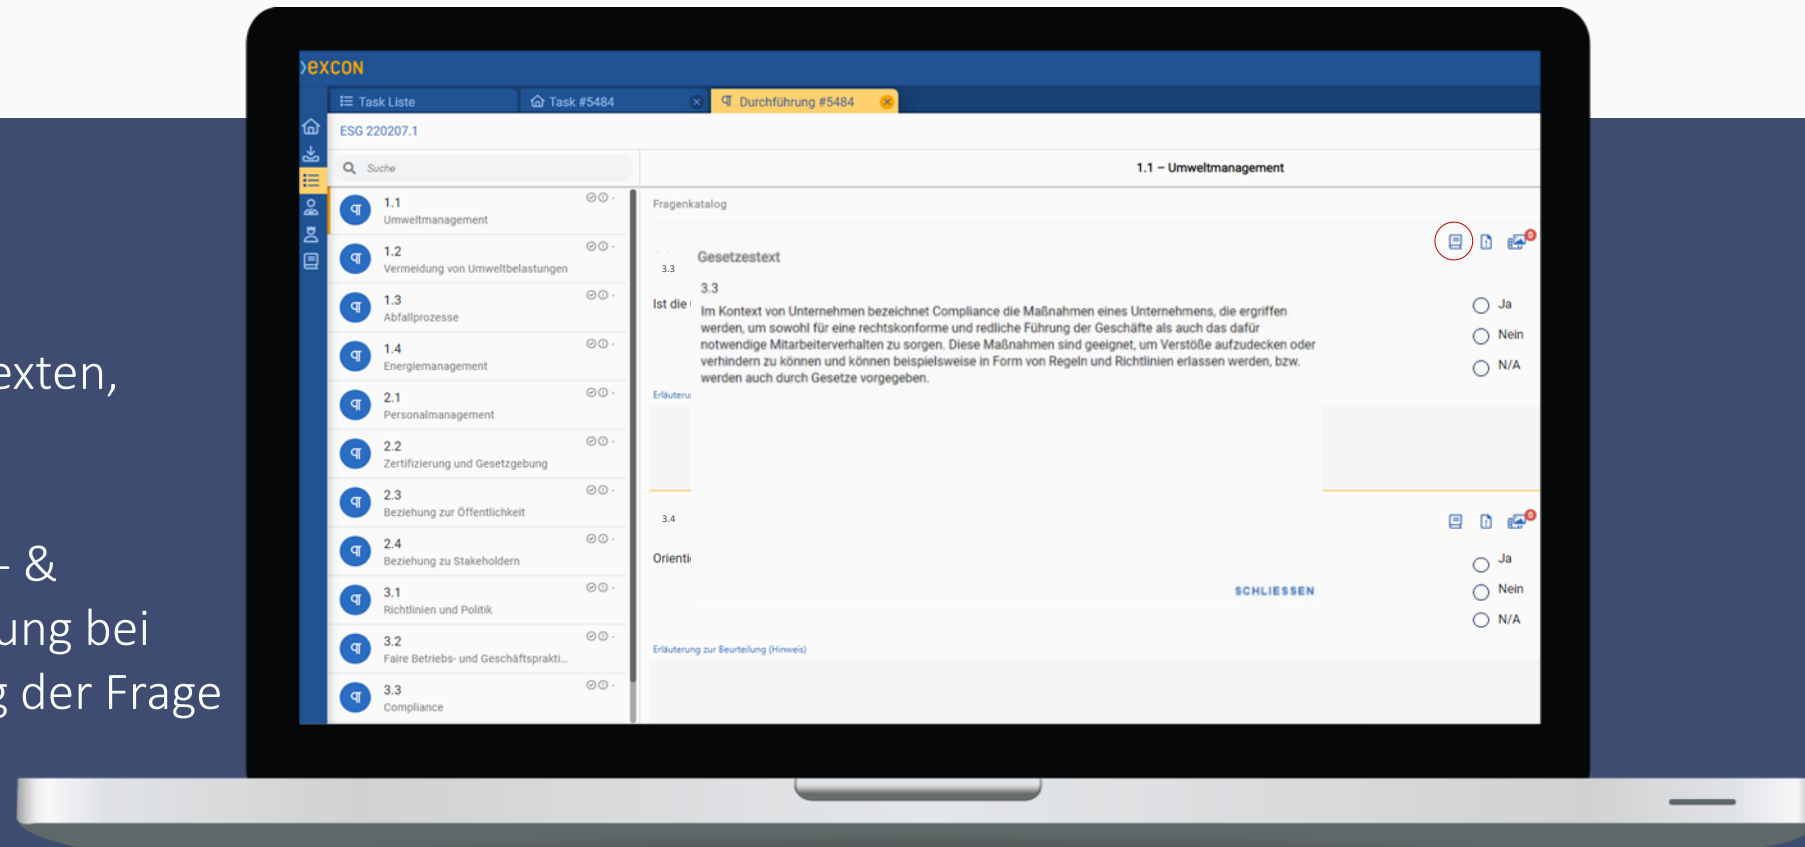 exten,
- &
ung bei
g der Frage
excon
Task Liste
Task #5484
Durchführung #5484
ESG 220207.1
Suche
1.1 – Umweltmanagement
1.1
Umweltmanagement
1.2
Vermeidung von Umweltbelastungen
1.3
Abfallprozesse
1.4
Energiemanagement
2.1
Personalmanagement
2.2
Zertifizierung und Gesetzgebung
2.3
Beziehung zur Öffentlichkeit
2.4
Beziehung zu Stakeholdern
3.1
Richtlinien und Politik
3.2
Faire Betriebs- und Geschäftsprakti...
3.3
Compliance
Fragenkatalog
0
3.3
Ist die
Ja
Nein
N/A
Erläuteru
Gesetzestext
3.3
Im Kontext von Unternehmen bezeichnet Compliance die Maßnahmen eines Unternehmens, die ergriffen
werden, um sowohl für eine rechtskonforme und redliche Führung der Geschäfte als auch das dafür
notwendige Mitarbeiterverhalten zu sorgen. Diese Maßnahmen sind geeignet, um Verstöße aufzudecken oder
verhindern zu können und können beispielsweise in Form von Regeln und Richtlinien erlassen werden, bzw.
werden auch durch Gesetze vorgegeben.
SCHLIESSEN
3.4
0
Orienti
Ja
Nein
N/A
Erläuterung zur Beurteilung (Hinweis)